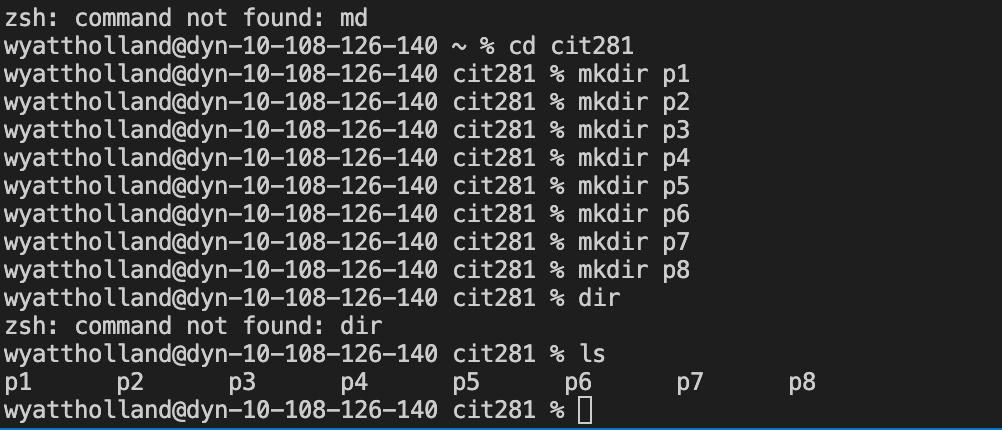 zsh: command not found: md
wyattholland@dyn-10-108-126-140 ~ % cd cit281
wyattholland@dyn-10-108-126-140 cit281 % mkdir p1
wyattholland@dyn-10-108-126-140 cit281 % mkdir p2
wyattholland@dyn-10-108-126-140 cit281 % mkdir p3
wyattholland@dyn-10-108-126-140 cit281 % mkdir p4
wyattholland@dyn-10-108-126-140 cit281 % mkdir p5
wyattholland@dyn-10-108-126-140 cit281 % mkdir p6
wyattholland@dyn-10-108-126-140 cit281 % mkdir p7
wyattholland@dyn-10-108-126-140 cit281 % mkdir p8
wyattholland@dyn-10-108-126-140 cit281 % dir
zsh: command not found: dir
wyattholland@dyn-10-108-126-140 cit281 % ls
p1 p2 p3 p4 p5 p6 p7 p8
wyattholland@dyn-10-108-126-140 cit281 %